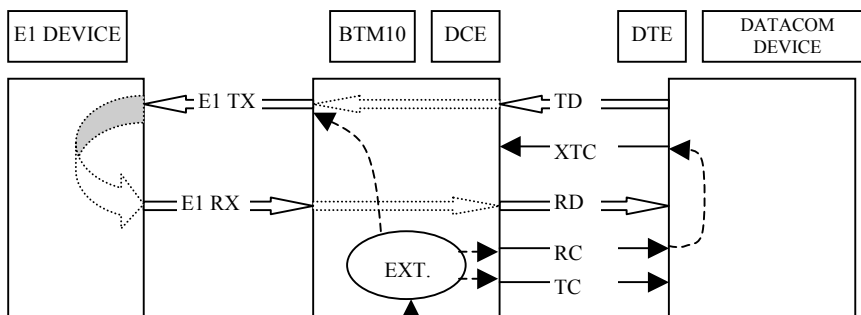 E1 DEVICE
BTM10
DCE
DTE
DATACOM
DEVICE
E1 TX
TD
XTC
E1 RX
RD
RC
EXT.
TC